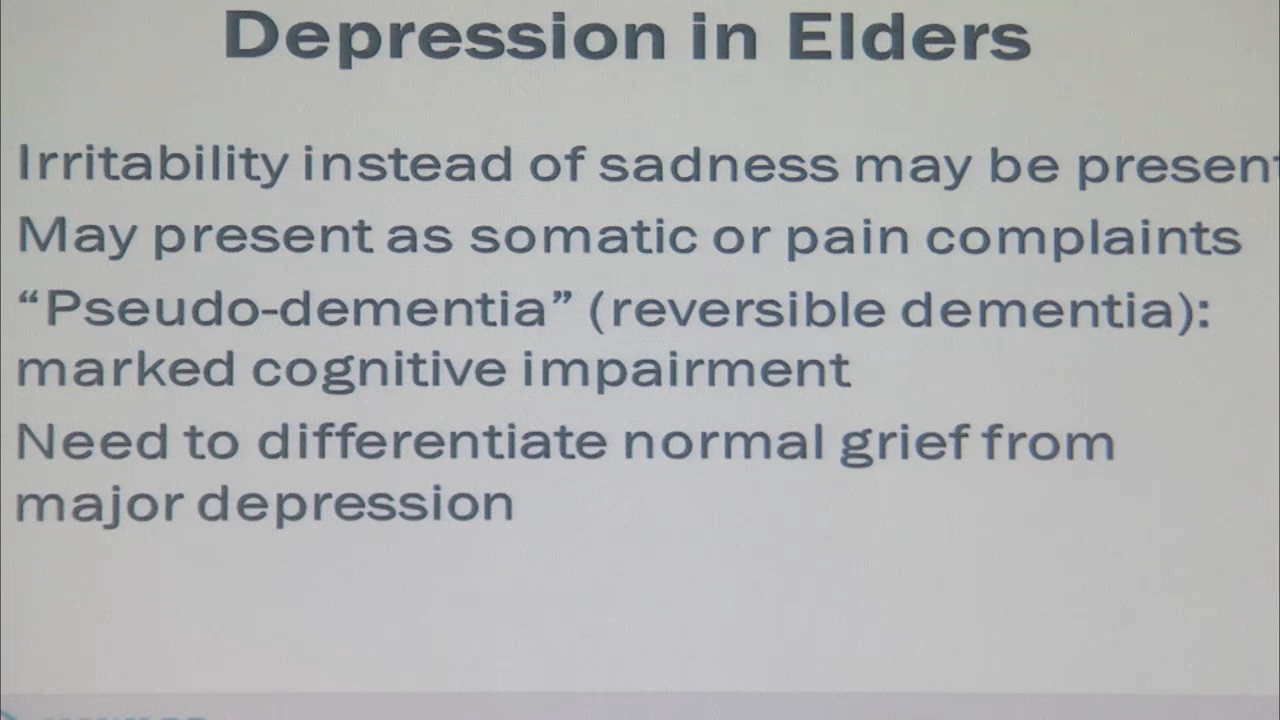 Depression in Elders
Irritability instead of sadness may be present
May present as somatic or pain complaints
“Pseudo-dementia” (reversible dementia):
marked cognitive impairment
Need to differentiate normal grief from
major depression